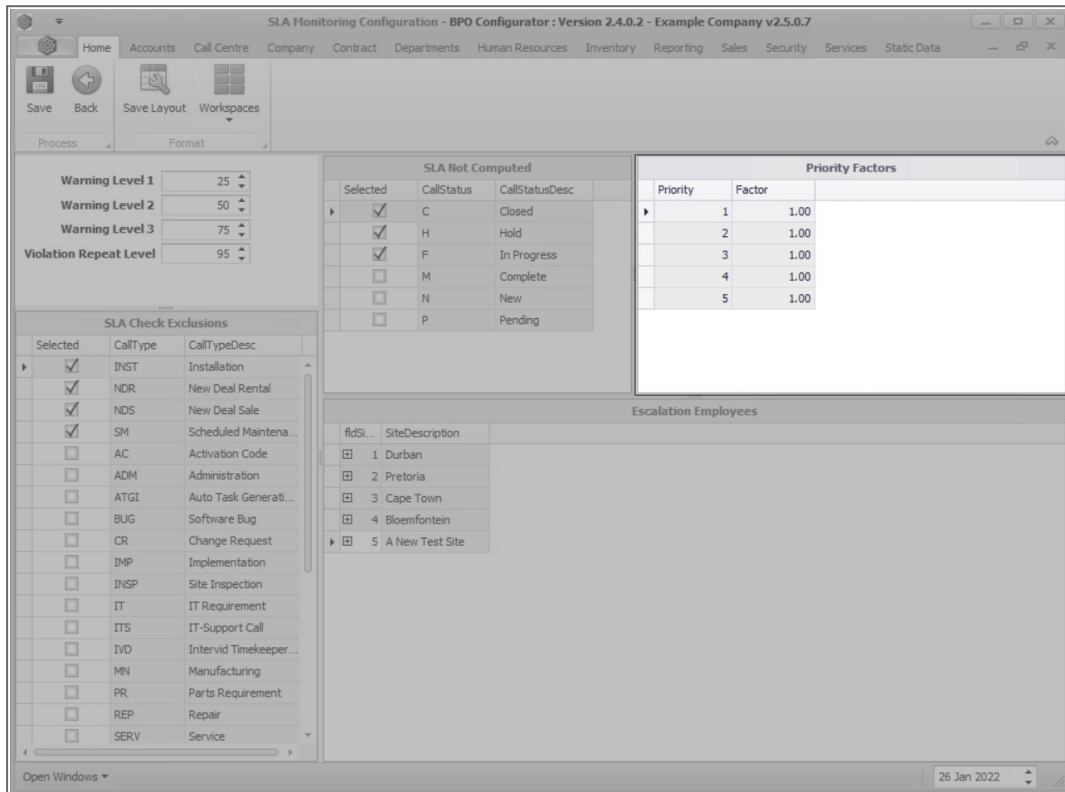 SLA Monitoring Configuration - BPO Configurator : Version 2.4.0.2 - Example Company v2.5.0.7
Home Accounts Call Centre Company Contract Departments Human Resources Inventory Reporting Sales Security Services Static Data
Save Back Save Layout Workspaces
Process Format
Warning Level 1 25
Warning Level 2 50
Warning Level 3 75
Violation Repeat Level 95
SLA Not Computed
Selected CallStatus CallStatusDesc
C Closed
H Hold
F In Progress
M Complete
N New
P Pending
Priority Factors
Priority Factor
1 1.00
2 1.00
3 1.00
4 1.00
5 1.00
SLA Check Exclusions
Selected CallType CallTypeDesc
INST Installation
NDR New Deal Rental
NDS New Deal Sale
SM Scheduled Maintena...
AC Activation Code
ADM Administration
ATGI Auto Task Generati...
BUG Software Bug
CR Change Request
IMP Implementation
INSP Site Inspection
IT IT Requirement
ITS IT-Support Call
IVD Intervid Timekeeper...
MN Manufacturing
PR Parts Requirement
REP Repair
SERV Service
Escalation Employees
fldSi... SiteDescription
1 Durban
2 Pretoria
3 Cape Town
4 Bloemfontein
5 A New Test Site
Open Windows 26 Jan 2022